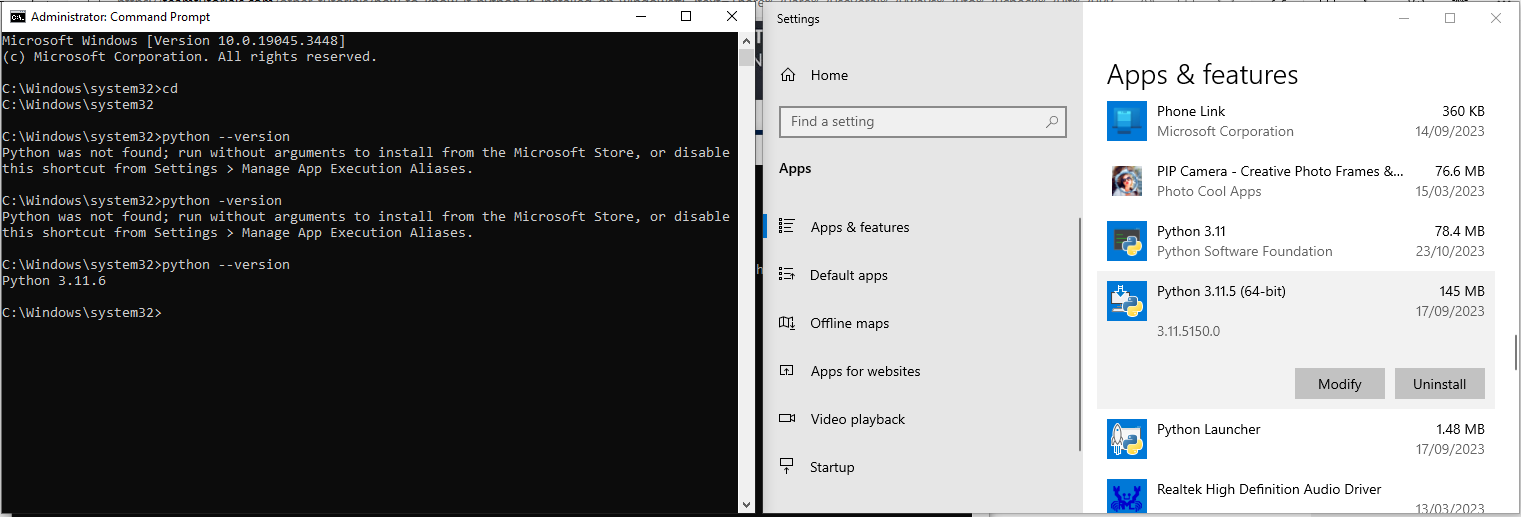 Administrator: Command Prompt
Microsoft Windows [Version 10.0.19045.3448]
(c) Microsoft Corporation. All rights reserved.
C:\Windows\system32>cd
C:\Windows\system32
C:\Windows\system32>python --version
Python was not found; run without arguments to install from the Microsoft Store, or disable
this shortcut from Settings > Manage App Execution Aliases.
C:\Windows\system32>python -version
Python was not found; run without arguments to install from the Microsoft Store, or disable
this shortcut from Settings > Manage App Execution Aliases.
C:\Windows\system32>python --version
Python 3.11.6
C:\Windows\system32>
Settings
Home
Find a setting
Apps
Apps & features
Default apps
Offline maps
Apps for websites
Video playback
Startup
Apps & features
Phone Link 360 KB
Microsoft Corporation 14/09/2023
PIP Camera - Creative Photo Frames &... 76.6 MB
Photo Cool Apps 15/03/2023
Python 3.11 78.4 MB
Python Software Foundation 23/10/2023
Python 3.11.5 (64-bit) 145 MB
17/09/2023
3.11.5150.0
Modify Uninstall
Python Launcher 1.48 MB
17/09/2023
Realtek High Definition Audio Driver
13/03/2023